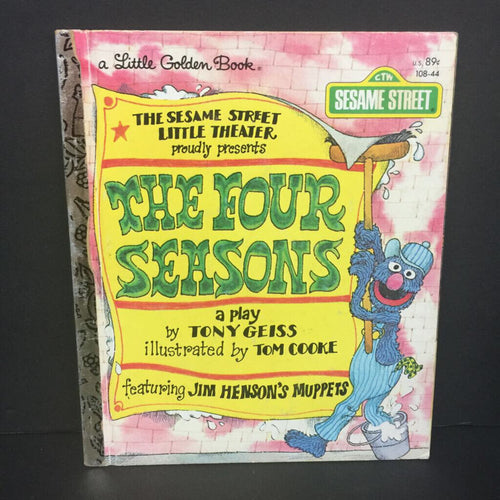 a Little Golden Book®
U.S. 89¢
108-44
CTW
SESAME STREET
THE SESAME STREET
LITTLE THEATER
proudly presents
THE FOUR
SEASONS
a play
by TONY GEISS
illustrated by TOM COOKE
featuring JIM HENSON'S MUPPETS